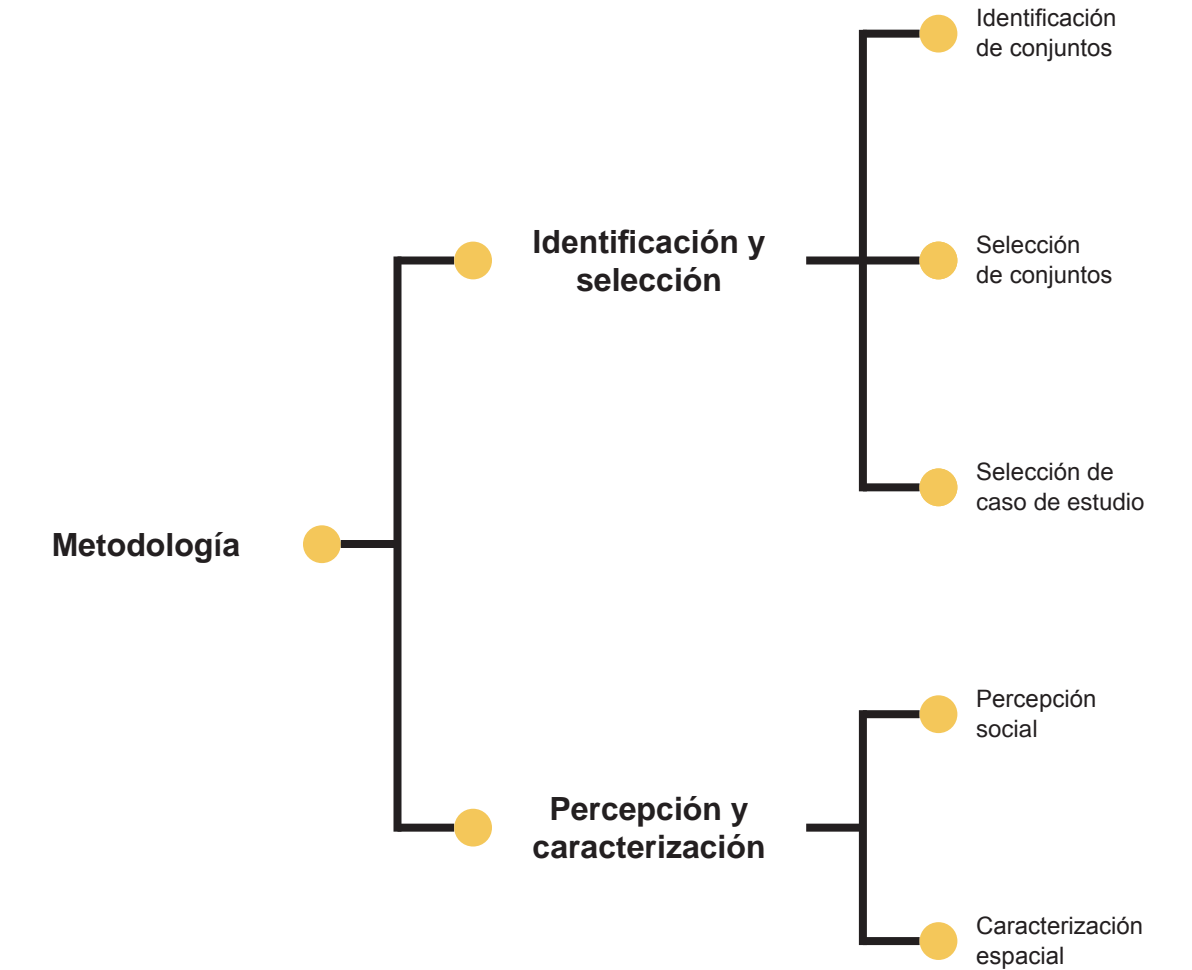 Metodología
Identificación y
selección
Identificación
de conjuntos
Selección
de conjuntos
Selección de
caso de estudio
Percepción y
caracterización
Percepción
social
Caracterización
espacial